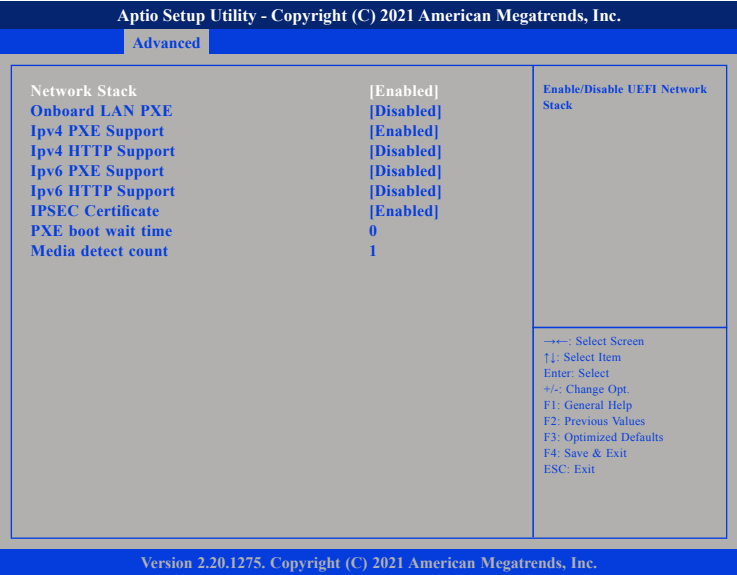 Aptio Setup Utility - Copyright (C) 2021 American Megatrends, Inc.
Advanced
Network Stack [Enabled]
Onboard LAN PXE [Disabled]
Ipv4 PXE Support [Enabled]
Ipv4 HTTP Support [Disabled]
Ipv6 PXE Support [Disabled]
Ipv6 HTTP Support [Disabled]
IPSEC Certificate [Enabled]
PXE boot wait time 0
Media detect count 1
Enable/Disable UEFI Network
Stack
→←: Select Screen
↑↓: Select Item
Enter: Select
+/-: Change Opt.
F1: General Help
F2: Previous Values
F3: Optimized Defaults
F4: Save & Exit
ESC: Exit
Version 2.20.1275. Copyright (C) 2021 American Megatrends, Inc.